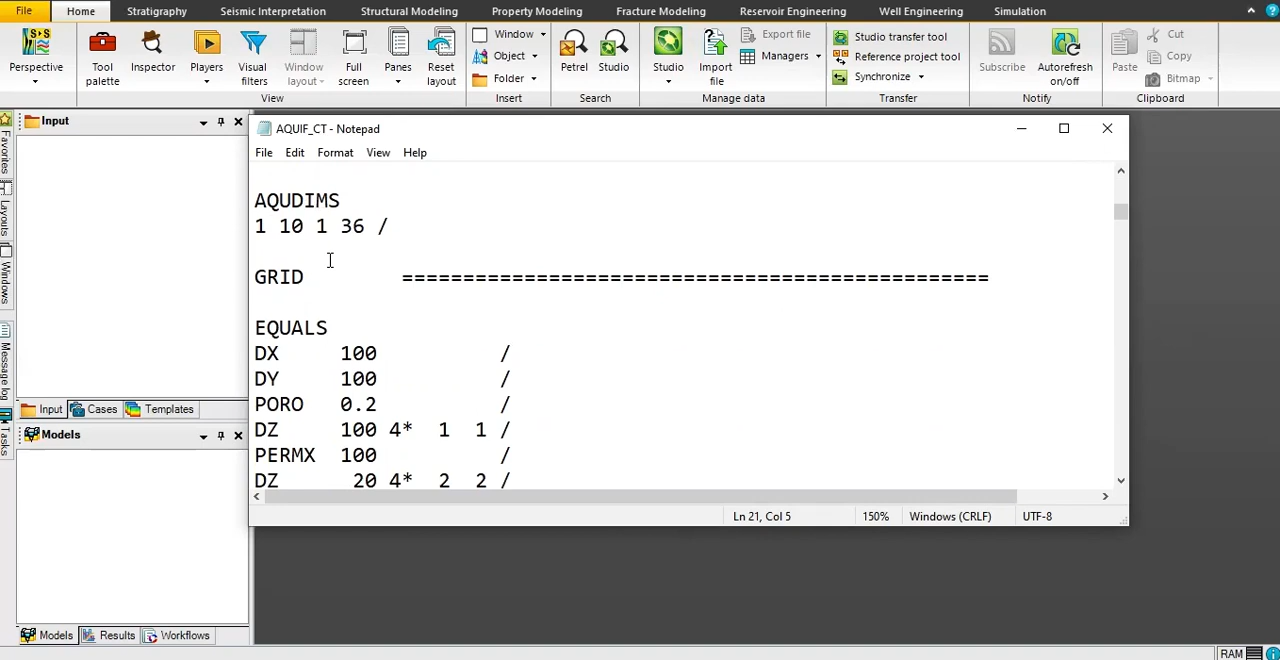 File Home Stratigraphy Seismic Interpretation Structural Modeling Property Modeling Fracture Modeling Reservoir Engineering Well Engineering Simulation
Perspective Tool palette Inspector Players Visual filters Window layout Full screen Panes Reset layout
View
Window
Object
Folder
Insert
Petrel Studio
Search
Studio Import file
Export file
Managers
Manage data
Studio transfer tool
Reference project tool
Synchronize
Transfer
Subscribe Autorefresh on/off
Notify
Paste
Cut
Copy
Bitmap
Clipboard
Favorites
Layouts
Windows
Message log
Tasks
Input
Input Cases Templates
Models
Models Results Workflows
AQUIF_CT - Notepad
File Edit Format View Help
AQUDIMS
1 10 1 36 /
GRID ================================================
EQUALS
DX 100 /
DY 100 /
PORO 0.2 /
DZ 100 4* 1 1 /
PERMX 100 /
DZ 20 4* 2 2 /
Ln 21, Col 5 150% Windows (CRLF) UTF-8
RAM